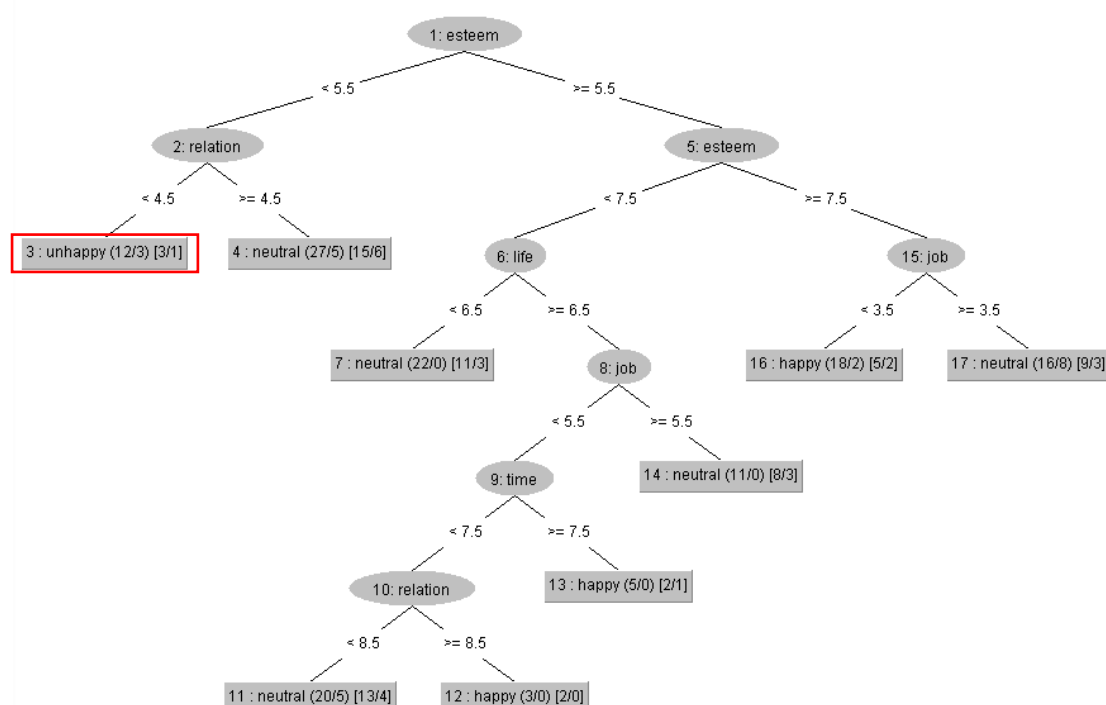 1: esteem
< 5.5
>= 5.5
2: relation
5: esteem
< 4.5
>= 4.5
< 7.5
>= 7.5
3 : unhappy (12/3) [3/1]
4 : neutral (27/5) [15/6]
6: life
15: job
< 6.5
>= 6.5
< 3.5
>= 3.5
7 : neutral (22/0) [11/3]
8: job
16 : happy (18/2) [5/2]
17 : neutral (16/8) [9/3]
< 5.5
>= 5.5
9: time
14 : neutral (11/0) [8/3]
< 7.5
>= 7.5
10: relation
13 : happy (5/0) [2/1]
< 8.5
>= 8.5
11 : neutral (20/5) [13/4]
12 : happy (3/0) [2/0]